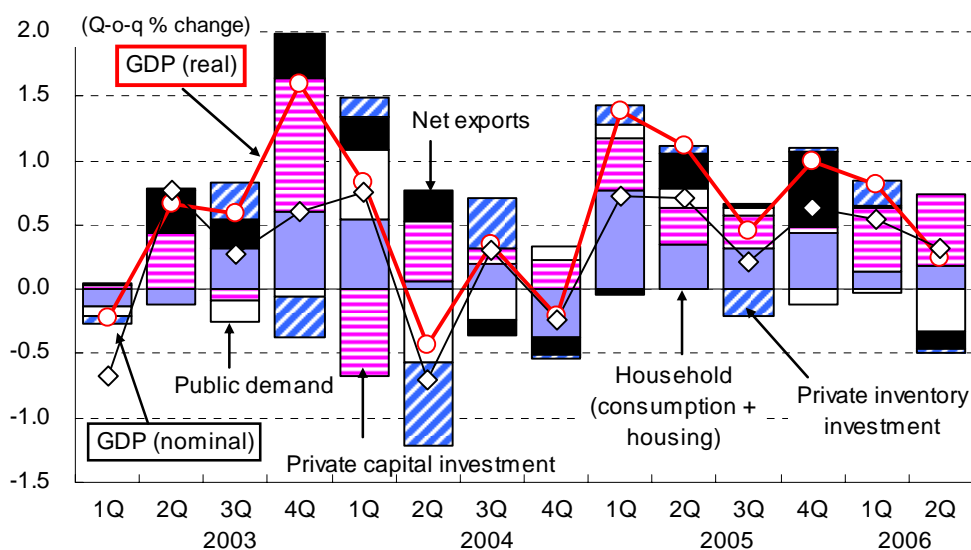 (Q-o-q % change)
GDP (real)
Net exports
Public demand
GDP (nominal)
Private capital investment
Household
(consumption +
housing)
Private inventory
investment
2.0
1.5
1.0
0.5
0.0
-0.5
-1.0
-1.5
1Q 2Q 3Q 4Q 1Q 2Q 3Q 4Q 1Q 2Q 3Q 4Q 1Q 2Q
2003 2004 2005 2006